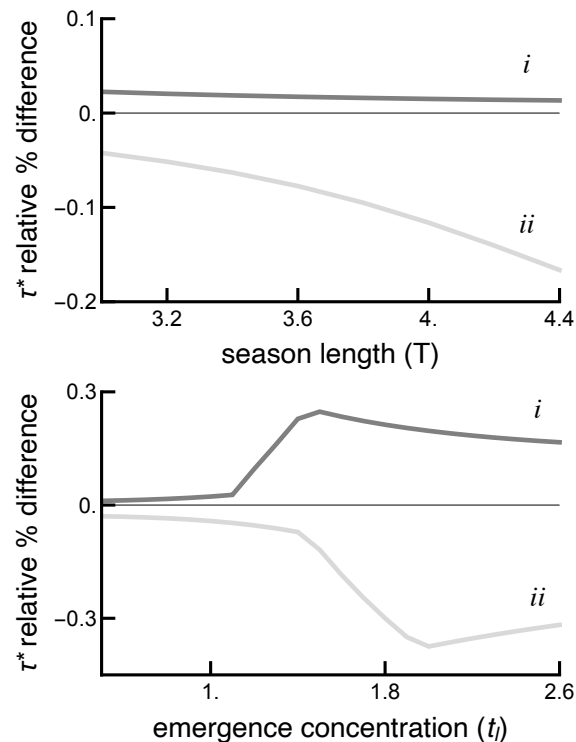 0.1
i
0.
-0.1
ii
-0.2
3.2 3.6 4. 4.4
τ* relative % difference
season length (T)
0.3
i
0.
-0.3
ii
1. 1.8 2.6
τ* relative % difference
emergence concentration (tl)